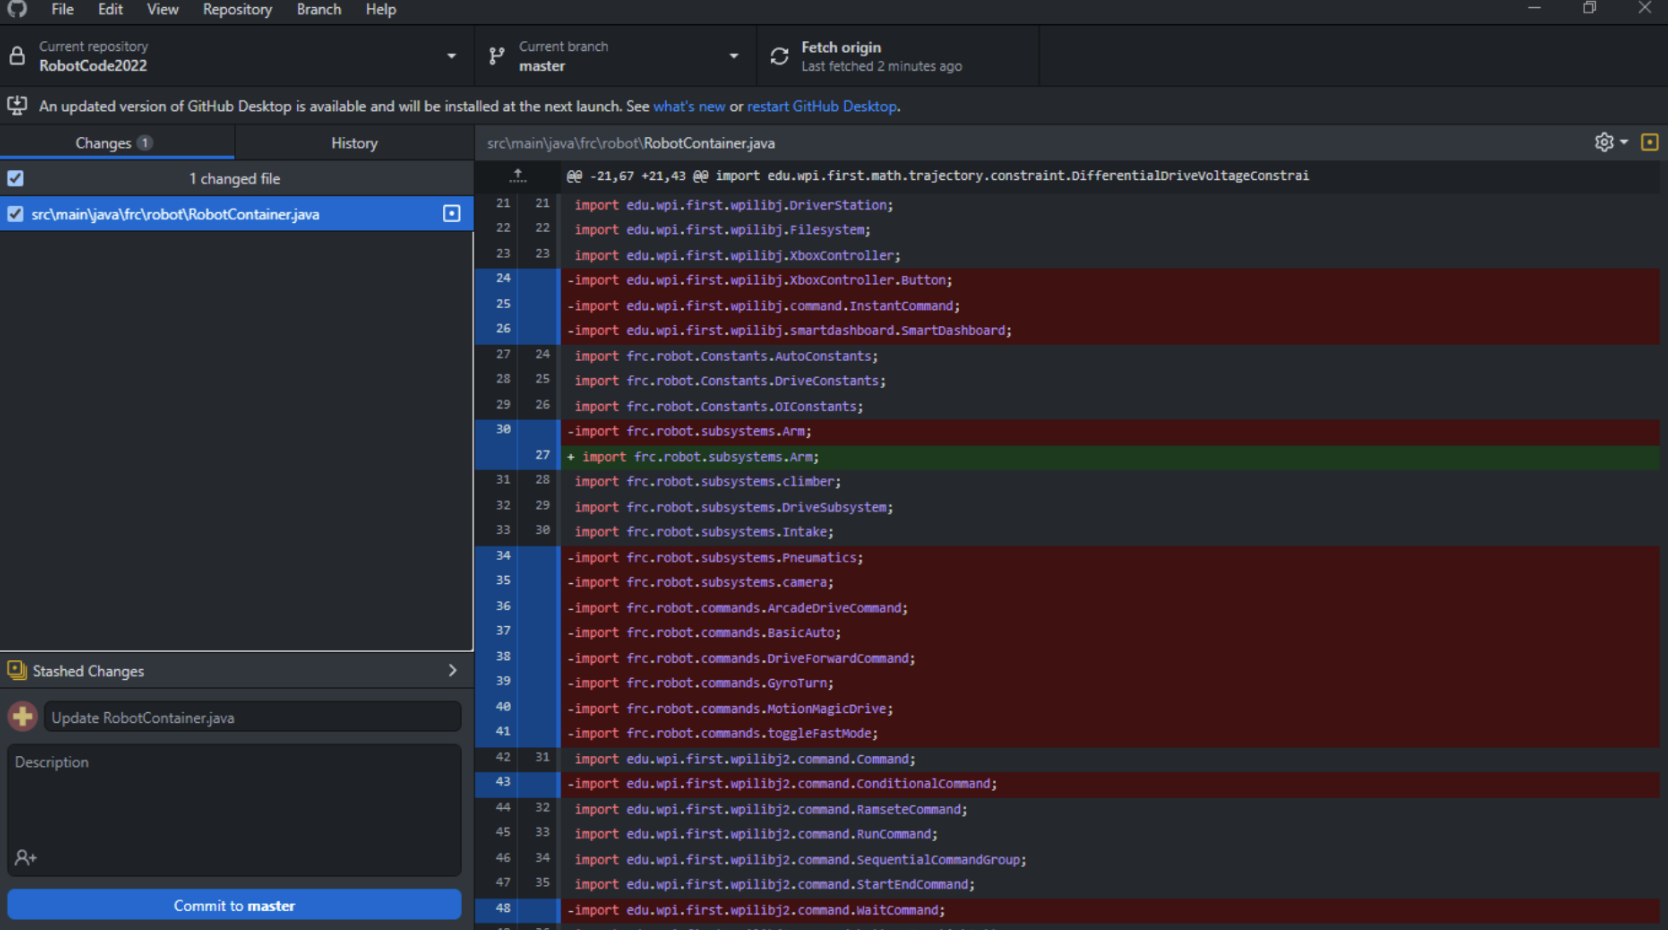 File Edit View Repository Branch Help
Current repository
RobotCode2022
Current branch
master
Fetch origin
Last fetched 2 minutes ago
An updated version of GitHub Desktop is available and will be installed at the next launch. See what's new or restart GitHub Desktop.
Changes 1
History
1 changed file
src\main\java\frc\robot\RobotContainer.java
Stashed Changes
Update RobotContainer.java
Description
Commit to master
src\main\java\frc\robot\RobotContainer.java
@@ -21,67 +21,43 @@ import edu.wpi.first.math.trajectory.constraint.DifferentialDriveVoltageConstrai
21 21 import edu.wpi.first.wpilibj.DriverStation;
22 22 import edu.wpi.first.wpilibj.Filesystem;
23 23 import edu.wpi.first.wpilibj.XboxController;
24 -import edu.wpi.first.wpilibj.XboxController.Button;
25 -import edu.wpi.first.wpilibj.command.InstantCommand;
26 -import edu.wpi.first.wpilibj.smartdashboard.SmartDashboard;
27 24 import frc.robot.Constants.AutoConstants;
28 25 import frc.robot.Constants.DriveConstants;
29 26 import frc.robot.Constants.OIConstants;
30 -import frc.robot.subsystems.Arm;
27 + import frc.robot.subsystems.Arm;
31 28 import frc.robot.subsystems.climber;
32 29 import frc.robot.subsystems.DriveSubsystem;
33 30 import frc.robot.subsystems.Intake;
34 -import frc.robot.subsystems.Pneumatics;
35 -import frc.robot.subsystems.camera;
36 -import frc.robot.commands.ArcadeDriveCommand;
37 -import frc.robot.commands.BasicAuto;
38 -import frc.robot.commands.DriveForwardCommand;
39 -import frc.robot.commands.GyroTurn;
40 -import frc.robot.commands.MotionMagicDrive;
41 -import frc.robot.commands.toggleFastMode;
42 31 import edu.wpi.first.wpilibj2.command.Command;
43 -import edu.wpi.first.wpilibj2.command.ConditionalCommand;
44 32 import edu.wpi.first.wpilibj2.command.RamseteCommand;
45 33 import edu.wpi.first.wpilibj2.command.RunCommand;
46 34 import edu.wpi.first.wpilibj2.command.SequentialCommandGroup;
47 35 import edu.wpi.first.wpilibj2.command.StartEndCommand;
48 -import edu.wpi.first.wpilibj2.command.WaitCommand;